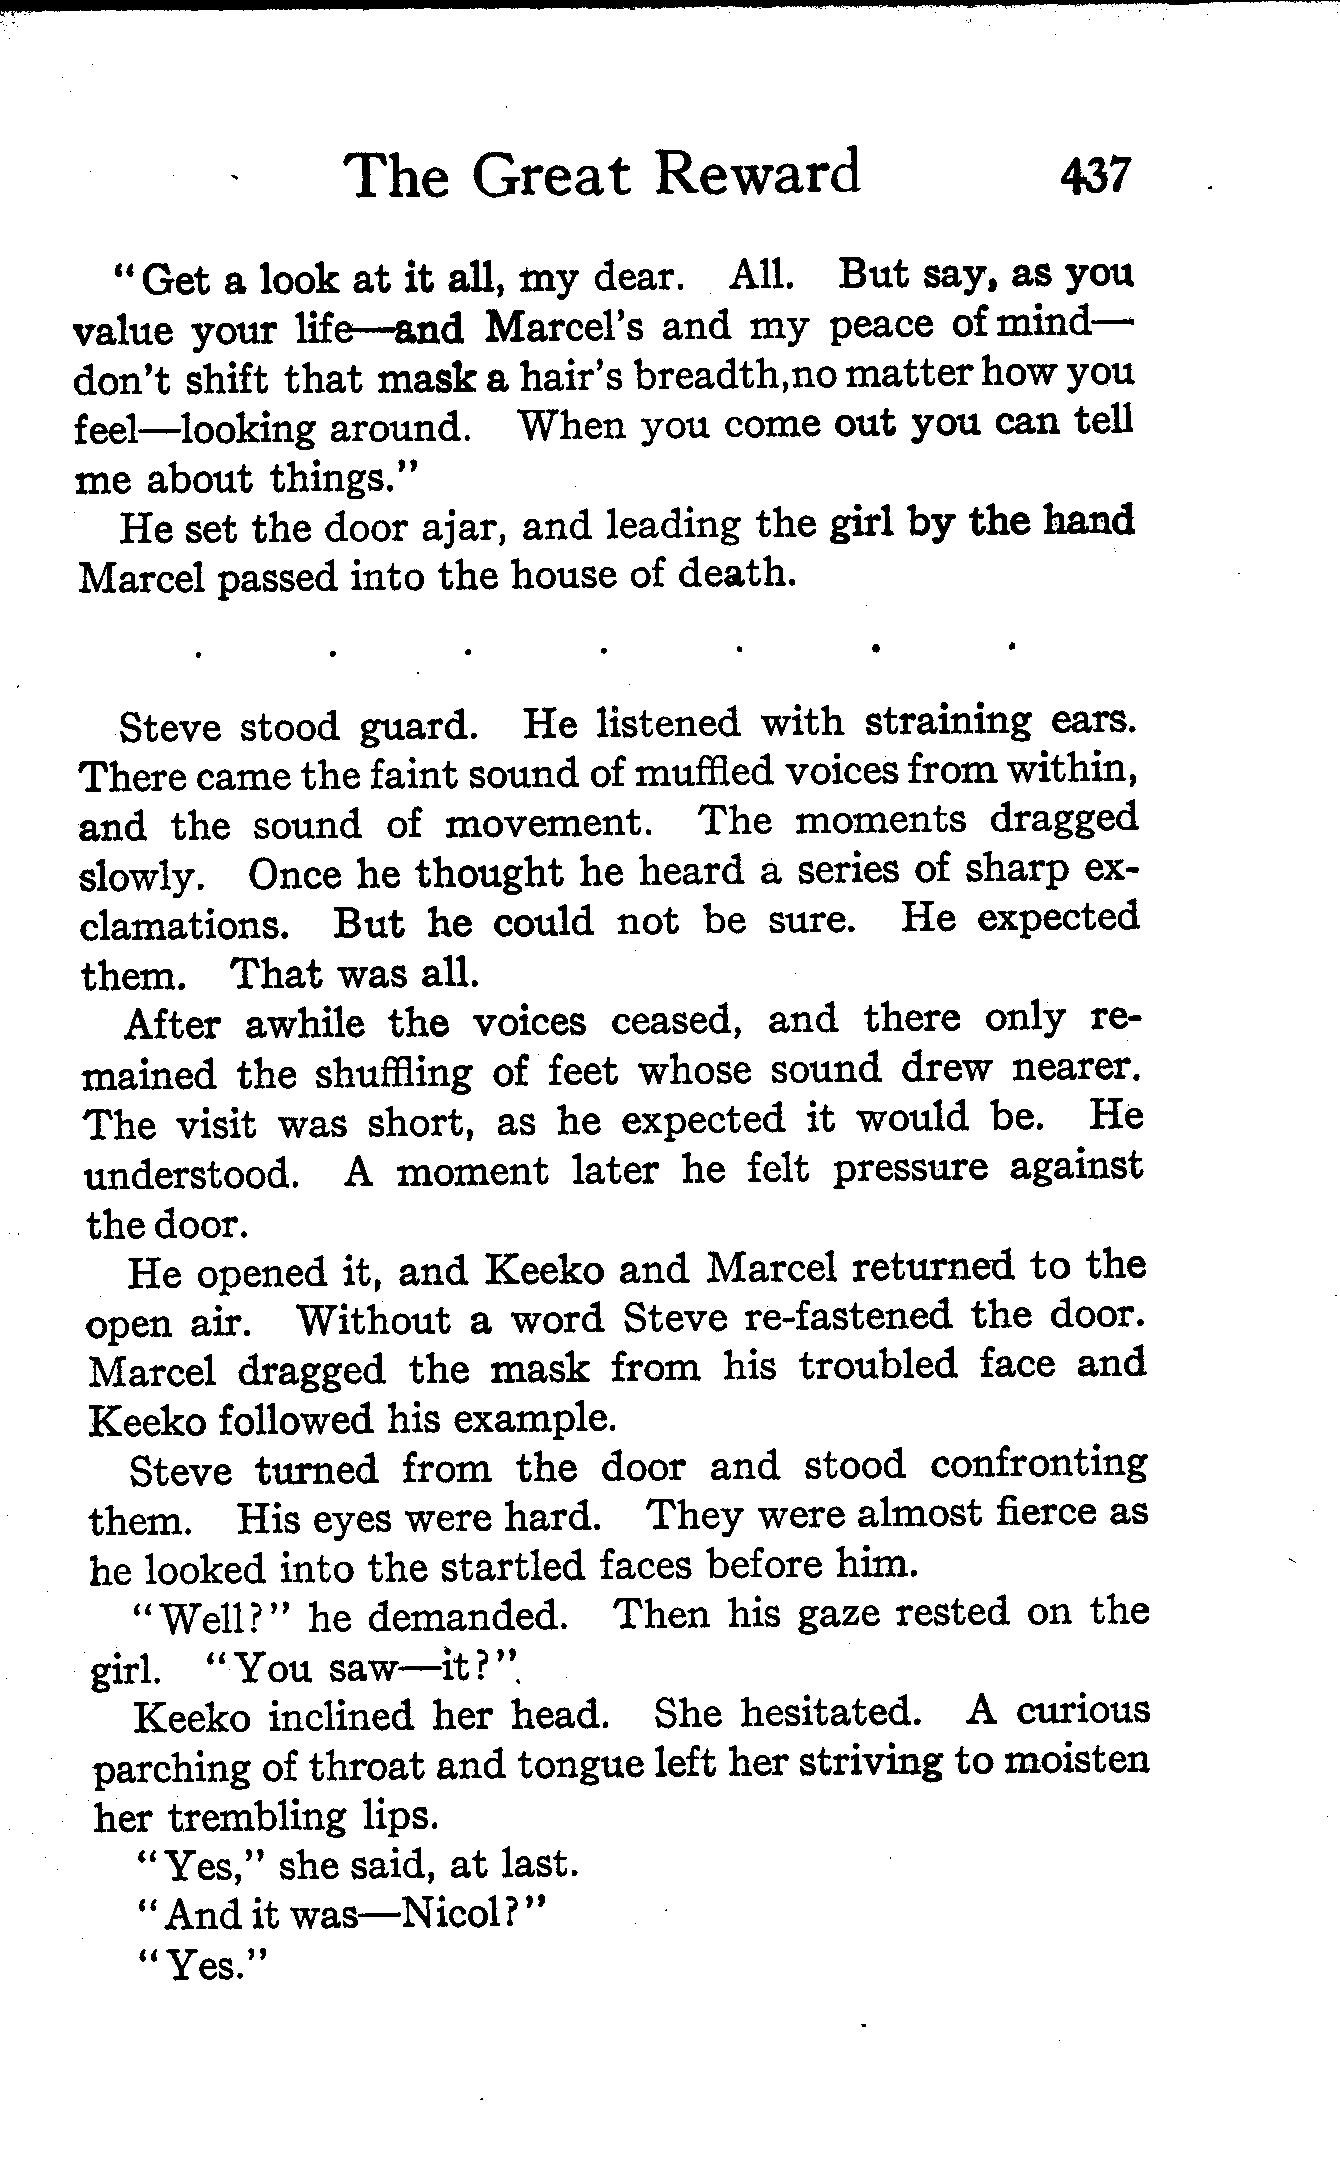 The Great Reward 437
"Get a look at it all, my dear. All. But say, as you
value your life—and Marcel's and my peace of mind—
don't shift that mask a hair's breadth, no matter how you
feel—looking around. When you come out you can tell
me about things."
He set the door ajar, and leading the girl by the hand
Marcel passed into the house of death.
. . . . . . .
Steve stood guard. He listened with straining ears.
There came the faint sound of muffled voices from within,
and the sound of movement. The moments dragged
slowly. Once he thought he heard a series of sharp ex-
clamations. But he could not be sure. He expected
them. That was all.
After awhile the voices ceased, and there only re-
mained the shuffling of feet whose sound drew nearer.
The visit was short, as he expected it would be. He
understood. A moment later he felt pressure against
the door.
He opened it, and Keeko and Marcel returned to the
open air. Without a word Steve re-fastened the door.
Marcel dragged the mask from his troubled face and
Keeko followed his example.
Steve turned from the door and stood confronting
them. His eyes were hard. They were almost fierce as
he looked into the startled faces before him.
"Well?" he demanded. Then his gaze rested on the
girl. "You saw—it?"
Keeko inclined her head. She hesitated. A curious
parching of throat and tongue left her striving to moisten
her trembling lips.
"Yes," she said, at last.
"And it was—Nicol?"
"Yes."